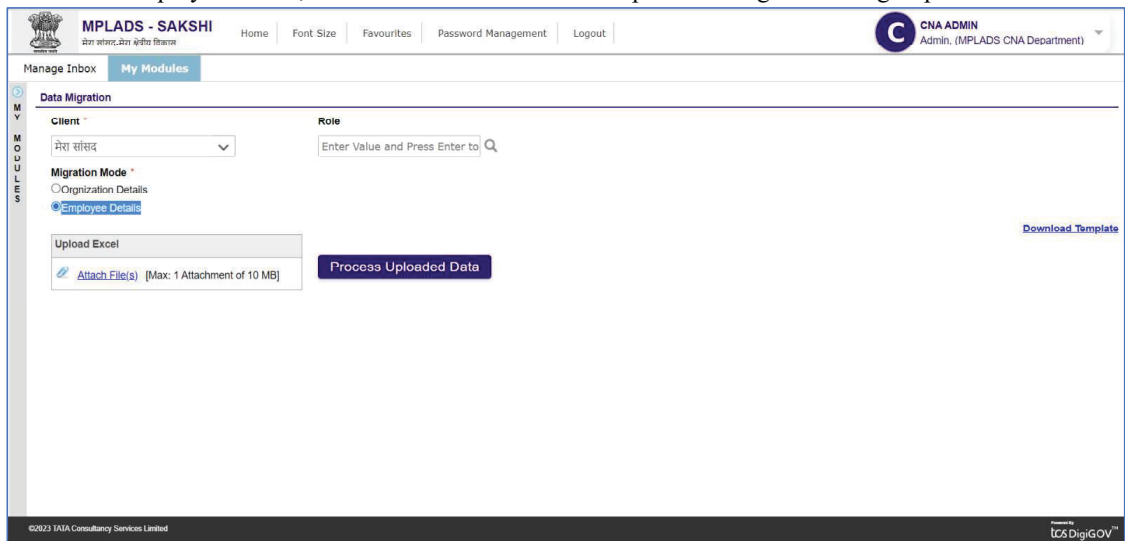 MPLADS - SAKSHI
मेरा सांसद-मेरा क्षेत्रीय विकास
Home Font Size Favourites Password Management Logout
C
CNA ADMIN
Admin, (MPLADS CNA Department)
Manage Inbox My Modules
MY MODULES
Data Migration
Client * Role
मेरा सांसद Enter Value and Press Enter to
Migration Mode *
Orgnization Details
Employee Details
Download Template
Upload Excel
Attach File(s) [Max: 1 Attachment of 10 MB]
Process Uploaded Data
©2023 TATA Consultancy Services Limited
Powered By
tcs DigiGOV™